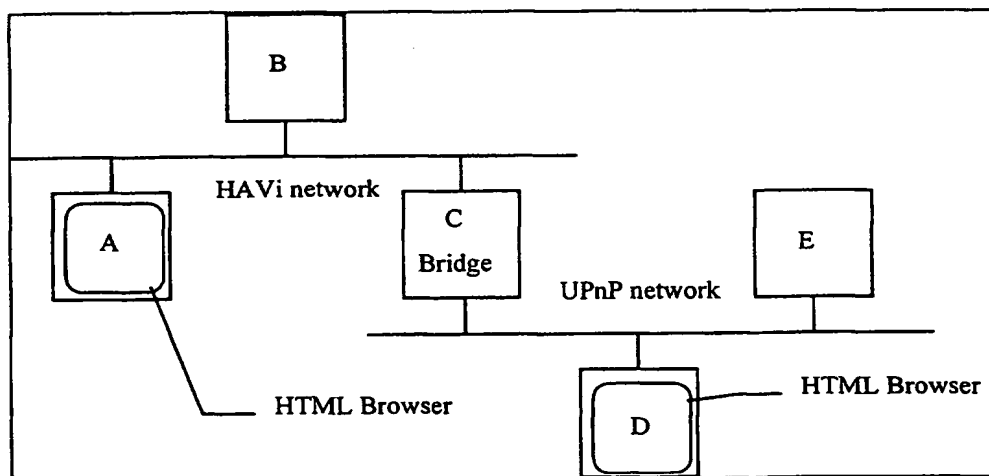 B
HAVi network
A
C
Bridge
E
UPnP network
HTML Browser
HTML Browser
D